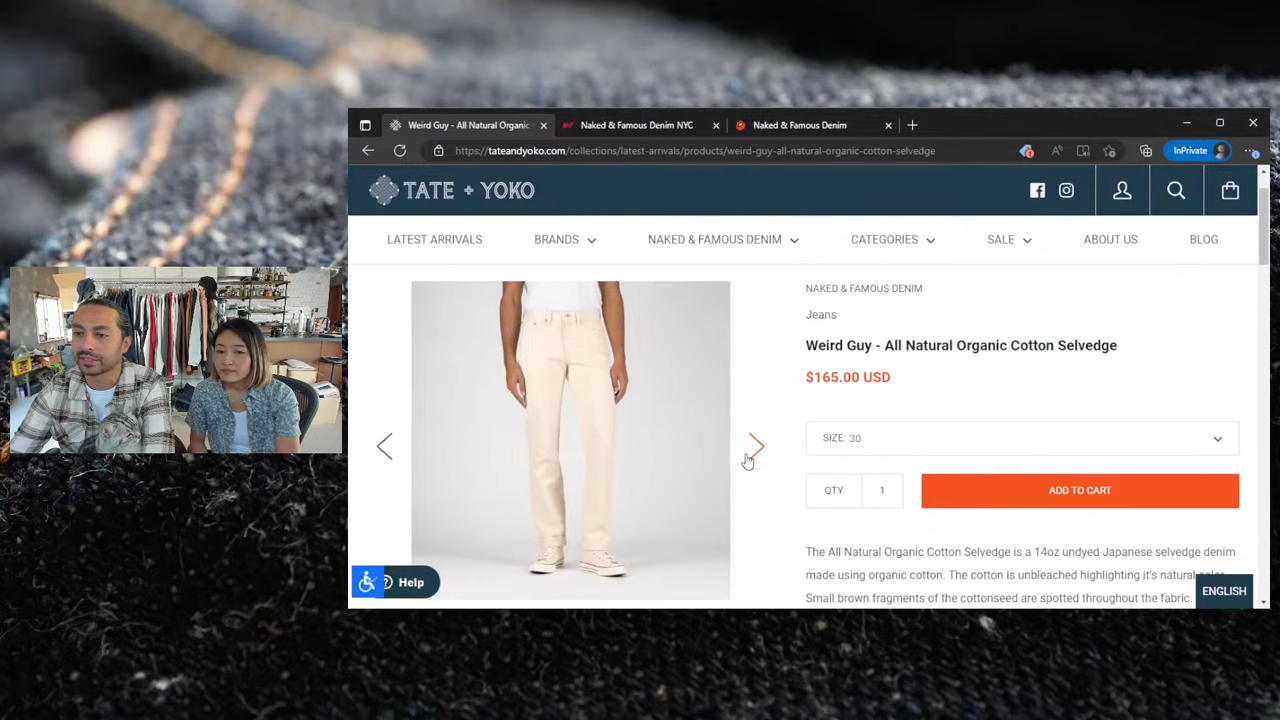 Weird Guy - All Natural Organic
Naked & Famous Denim NYC
Naked & Famous Denim
https://tateandyoko.com/collections/latest-arrivals/products/weird-guy-all-natural-organic-cotton-selvedge
InPrivate
TATE + YOKO
LATEST ARRIVALS
BRANDS
NAKED & FAMOUS DENIM
CATEGORIES
SALE
ABOUT US
BLOG
NAKED & FAMOUS DENIM
Jeans
Weird Guy - All Natural Organic Cotton Selvedge
$165.00 USD
SIZE: 30
QTY 1
ADD TO CART
The All Natural Organic Cotton Selvedge is a 14oz undyed Japanese selvedge denim
made using organic cotton. The cotton is unbleached highlighting it's natural color.
Small brown fragments of the cottonseed are spotted throughout the fabric.
Help
ENGLISH